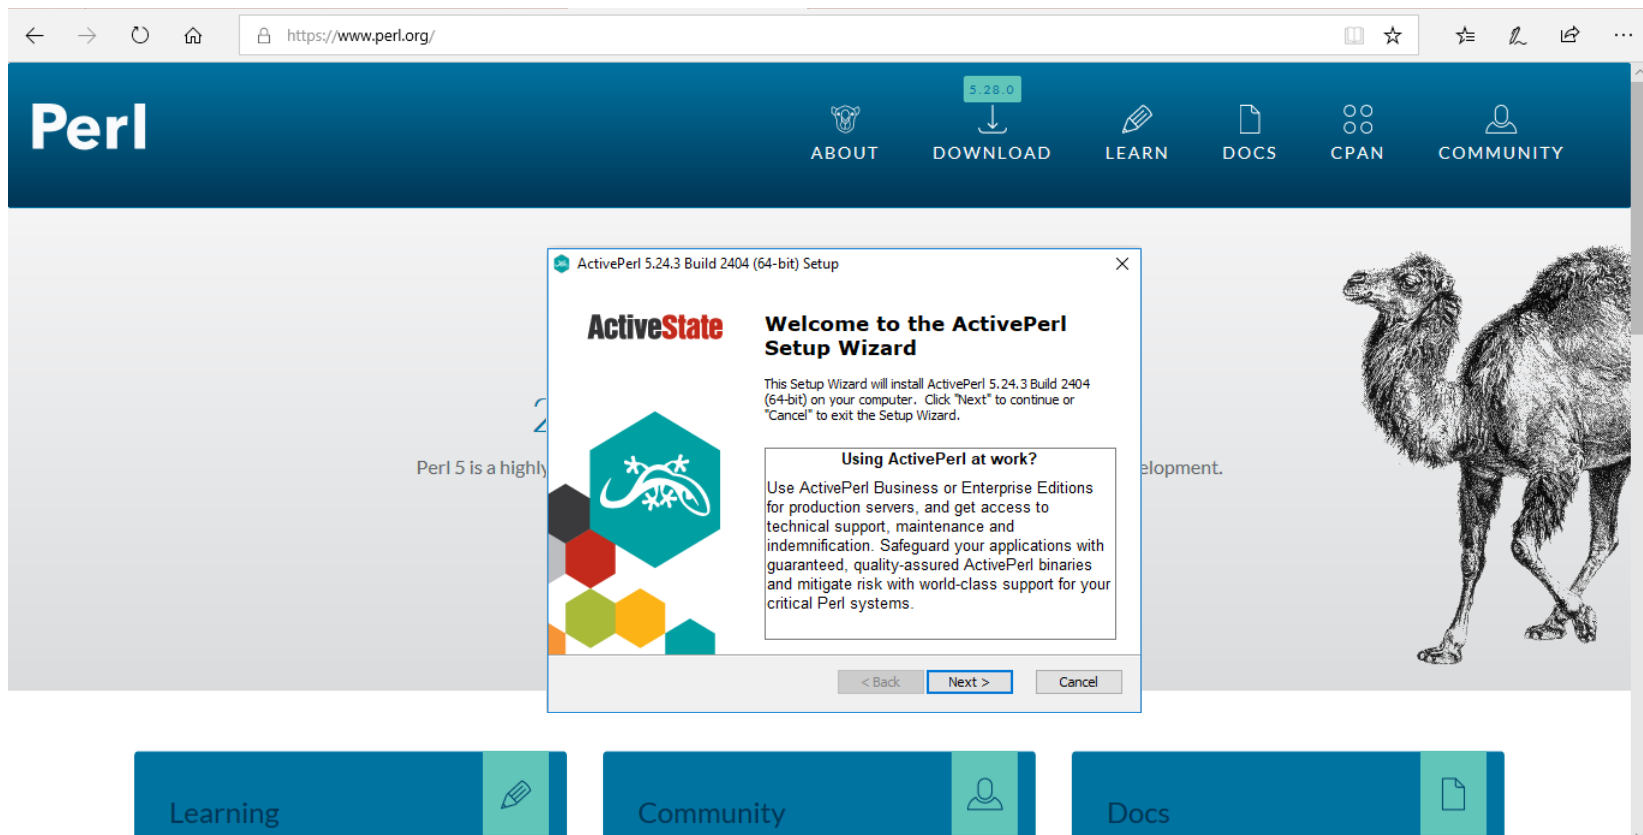 https://www.perl.org/
Perl
5.28.0
ABOUT
DOWNLOAD
LEARN
DOCS
CPAN
COMMUNITY
ActivePerl 5.24.3 Build 2404 (64-bit) Setup
ActiveState
Welcome to the ActivePerl
Setup Wizard
This Setup Wizard will install ActivePerl 5.24.3 Build 2404
(64-bit) on your computer. Click "Next" to continue or
"Cancel" to exit the Setup Wizard.
2
Perl 5 is a highly
elopment.
Using ActivePerl at work?
Use ActivePerl Business or Enterprise Editions
for production servers, and get access to
technical support, maintenance and
indemnification. Safeguard your applications with
guaranteed, quality-assured ActivePerl binaries
and mitigate risk with world-class support for your
critical Perl systems.
< Back
Next >
Cancel
Learning
Community
Docs